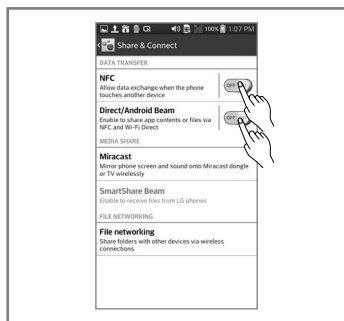 100% 1:07 PM
Share & Connect
DATA TRANSFER
NFC
Allow data exchange when the phone
touches another device
OFF
Direct/Android Beam
Enable to share app contents or files via
NFC and Wi-Fi Direct
OFF
MEDIA SHARE
Miracast
Mirror phone screen and sound onto Miracast dongle
or TV wirelessly
SmartShare Beam
Enable to receive files from LG phones
FILE NETWORKING
File networking
Share folders with other devices via wireless
connections